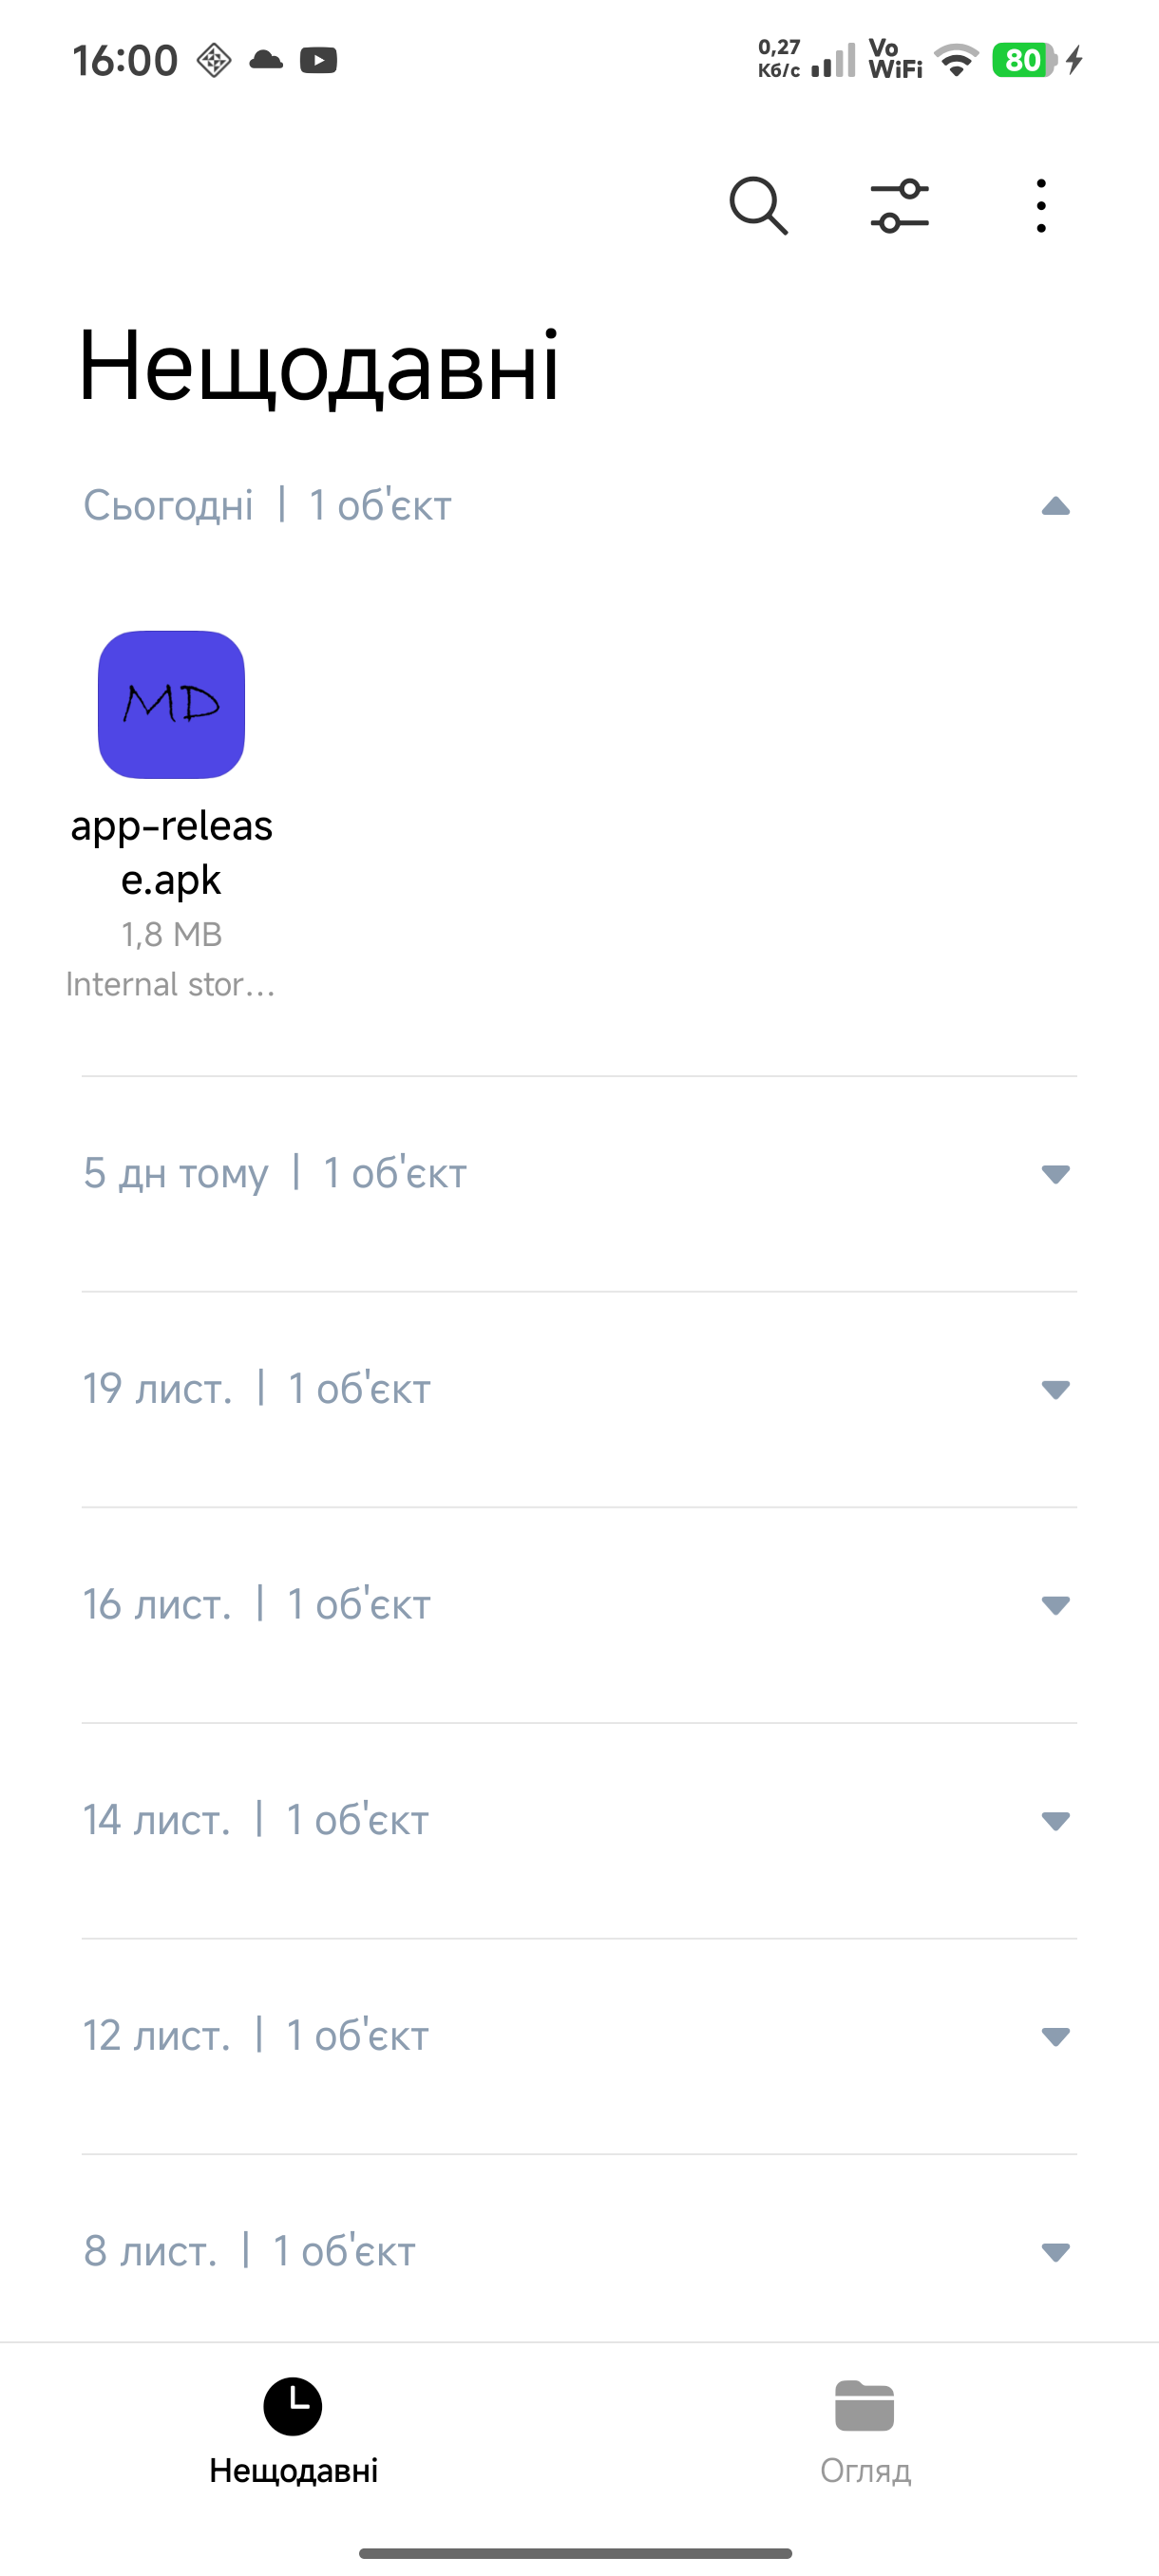 16:00
0,27
Кб/с
Vo
WiFi
80
Нещодавні
Сьогодні | 1 об'єкт
MD
app-releas
e.apk
1,8 MB
Internal stor...
5 дн тому | 1 об'єкт
19 лист. | 1 об'єкт
16 лист. | 1 об'єкт
14 лист. | 1 об'єкт
12 лист. | 1 об'єкт
8 лист. | 1 об'єкт
Нещодавні
Огляд